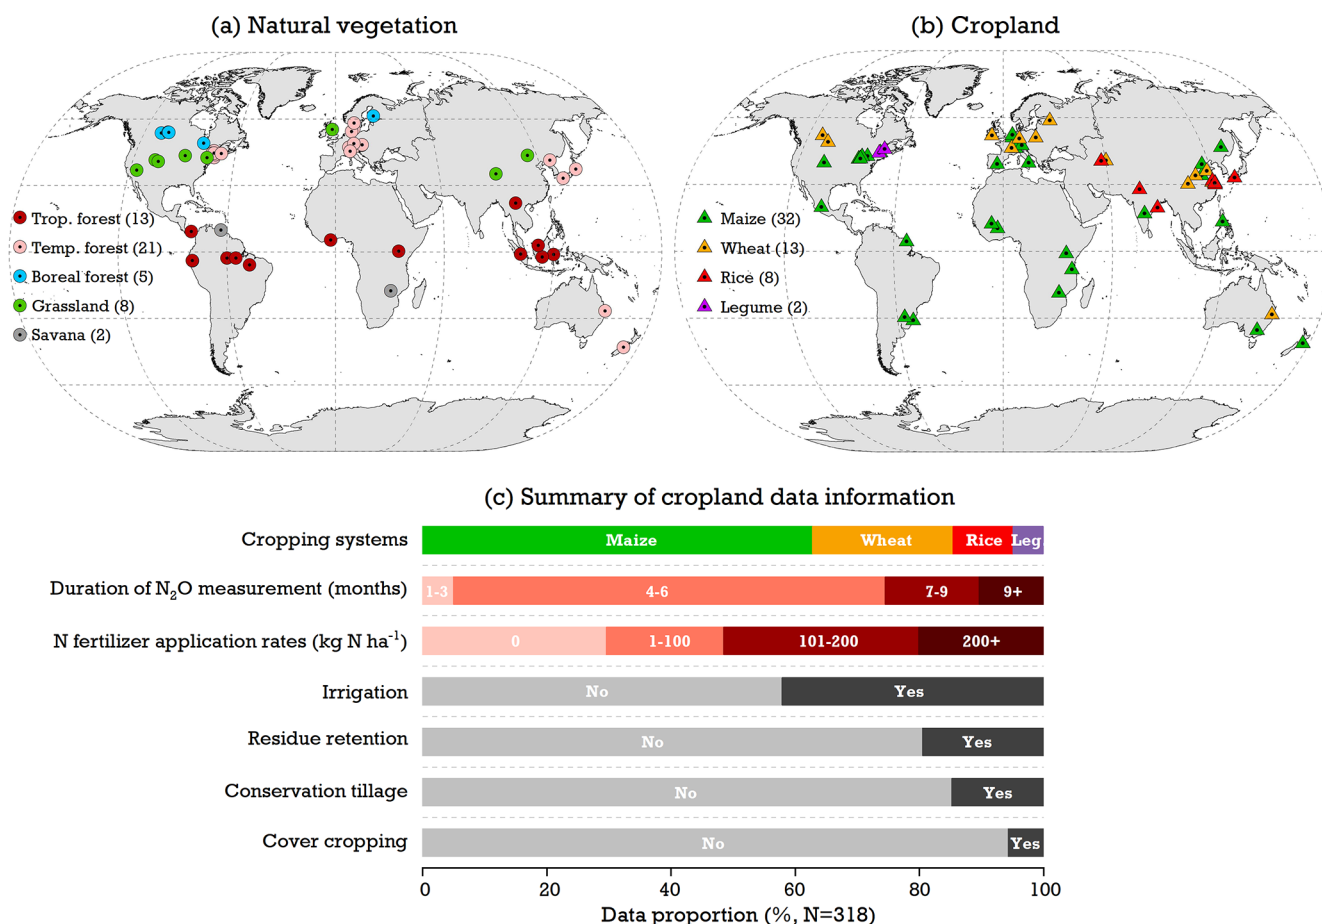 (a) Natural vegetation
(b) Cropland
Trop. forest (13)
Temp. forest (21)
Boreal forest (5)
Grassland (8)
Savana (2)
Maize (32)
Wheat (13)
Rice (8)
Legume (2)
(c) Summary of cropland data information
Cropping systems Maize Wheat Rice Leg.
Duration of N₂O measurement (months) 1-3 4-6 7-9 9+
N fertilizer application rates (kg N ha⁻¹) 0 1-100 101-200 200+
Irrigation No Yes
Residue retention No Yes
Conservation tillage No Yes
Cover cropping No Yes
0 20 40 60 80 100
Data proportion (%, N=318)